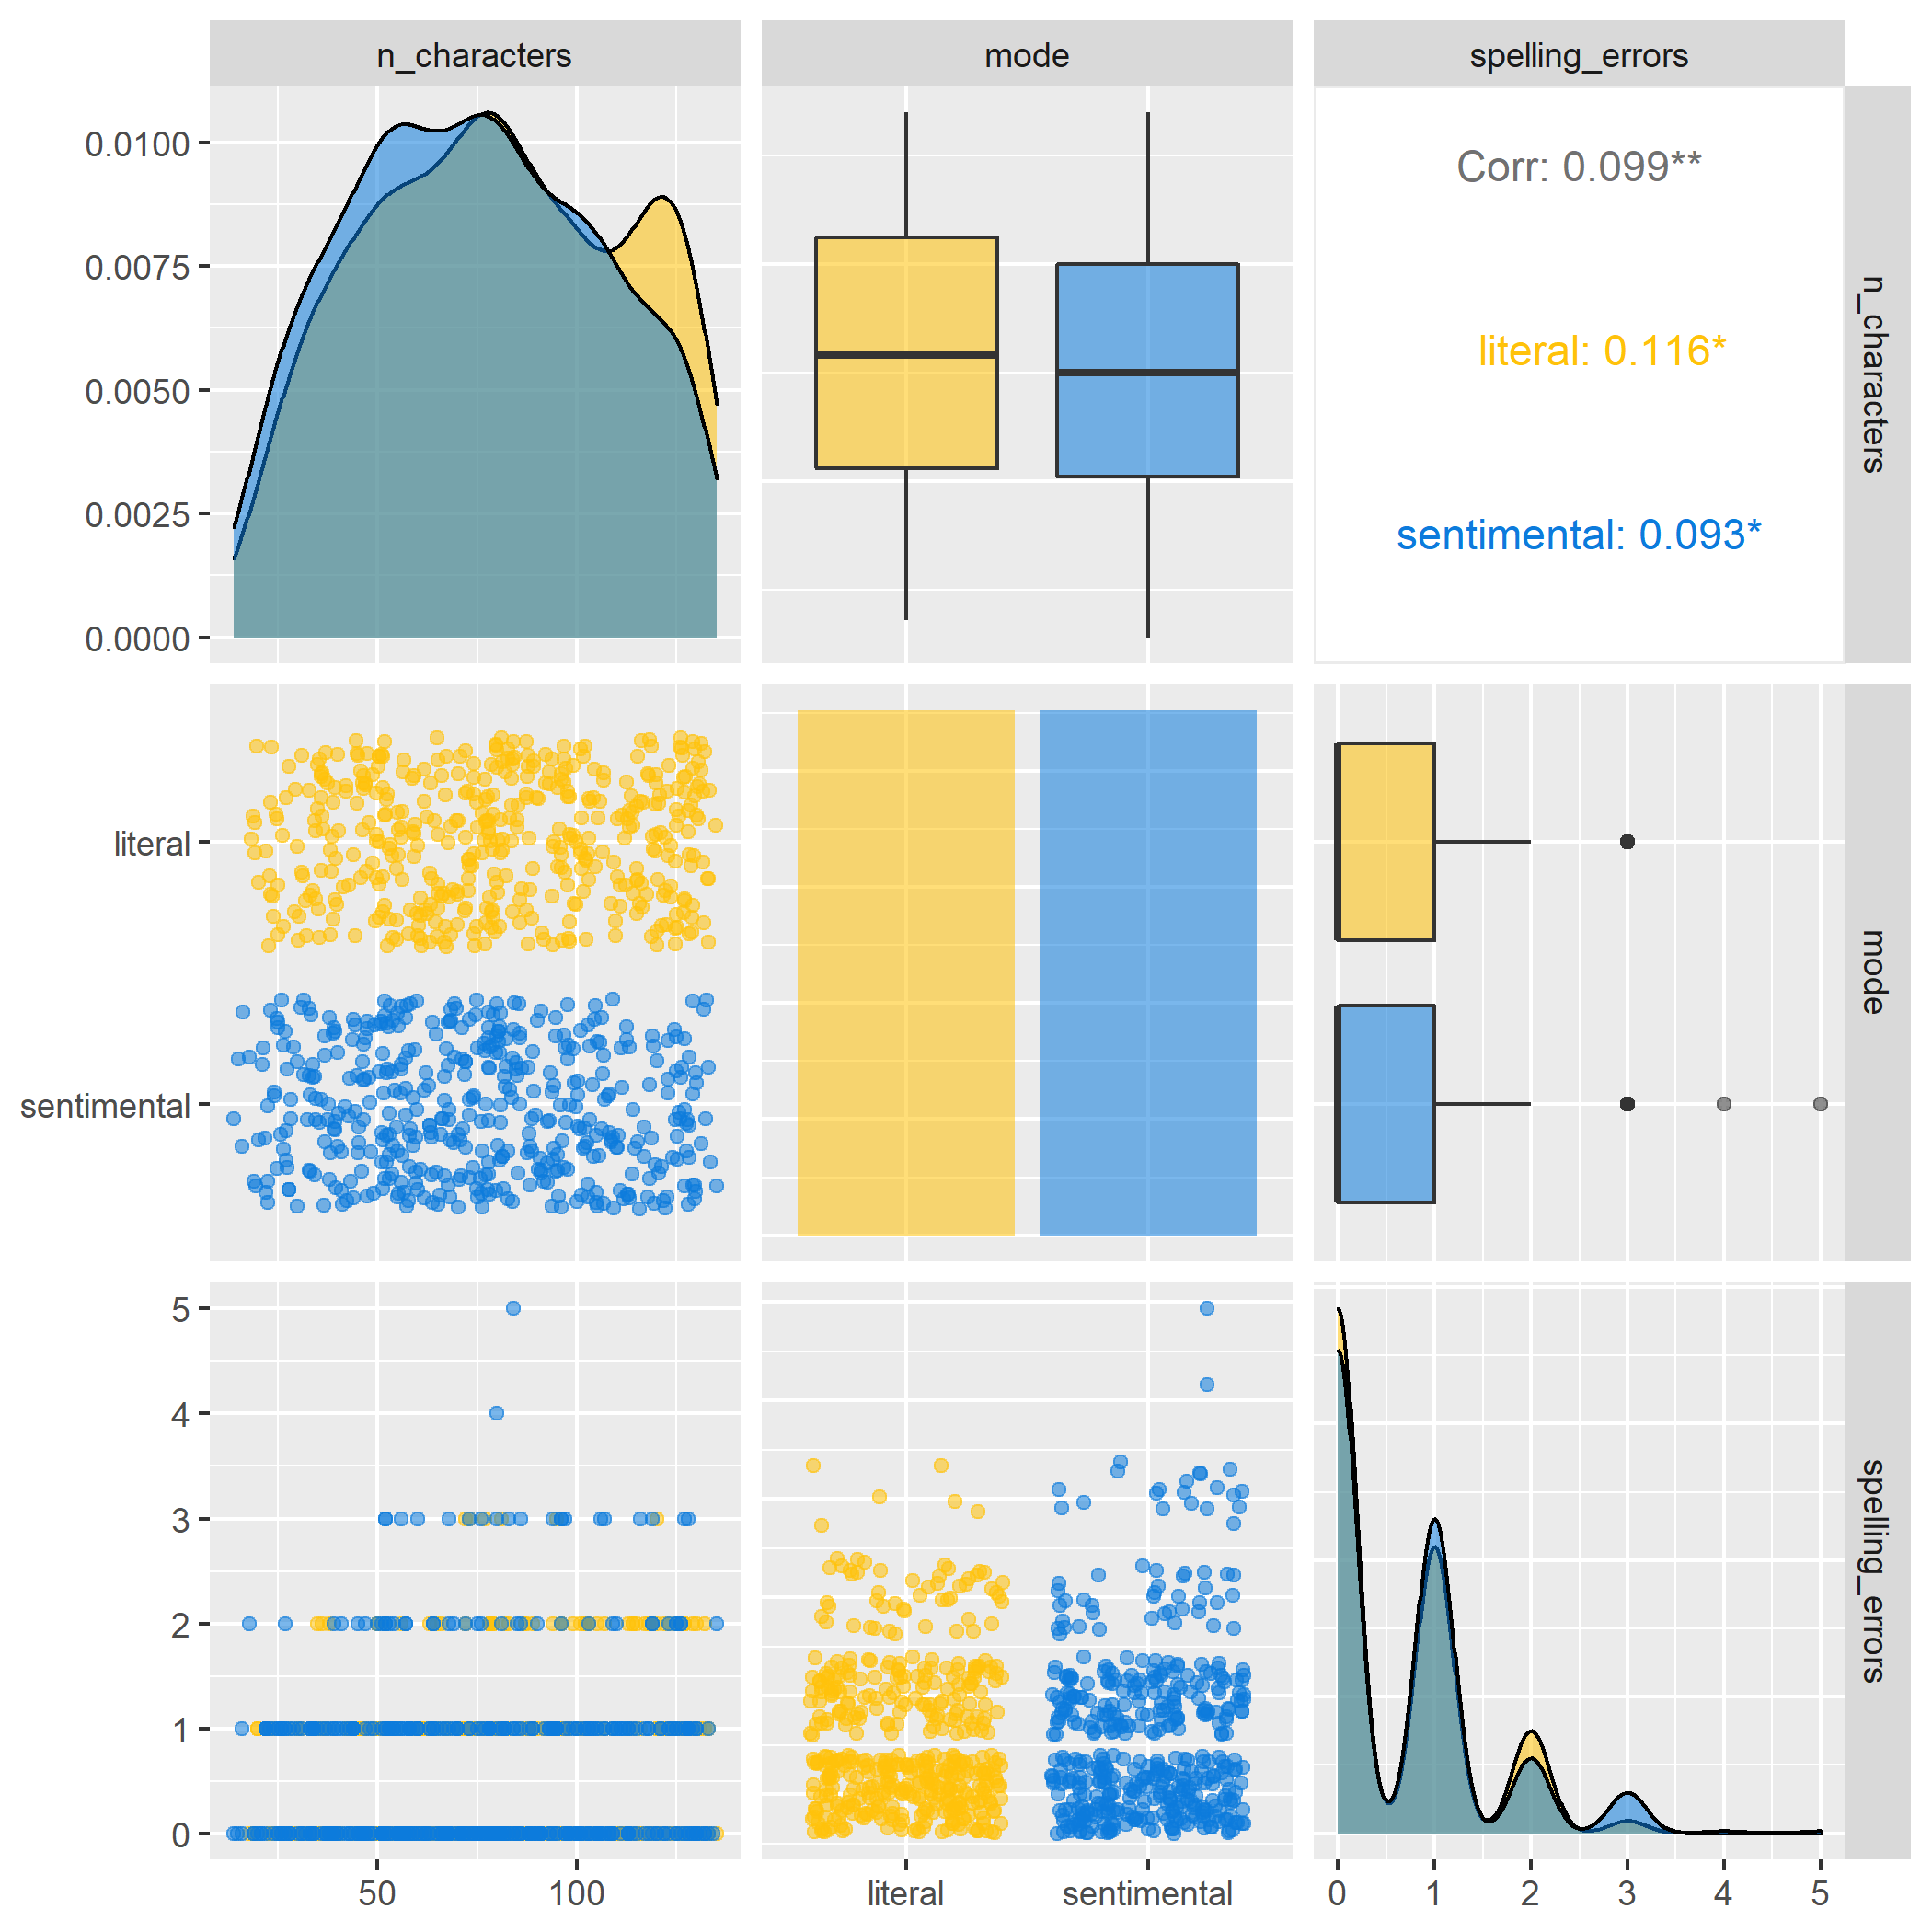 n_characters
mode
spelling_errors
0.0100
0.0075
0.0050
0.0025
0.0000
Corr: 0.099**
literal: 0.116*
sentimental: 0.093*
n_characters
literal
sentimental
mode
5
4
3
2
1
0
spelling_errors
50 100
literal sentimental
0 1 2 3 4 5